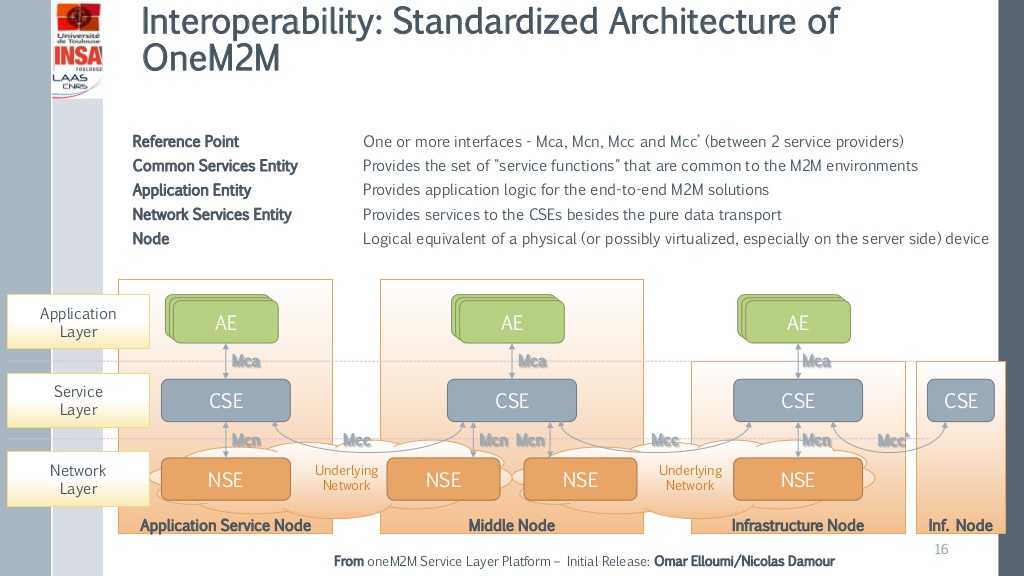 Interoperability: Standardized Architecture of
OneM2M
Université
de Toulouse
INSA
TOULOUSE
LAAS
CNRS
Reference Point One or more interfaces - Mca, Mcn, Mcc and Mcc' (between 2 service providers)
Common Services Entity Provides the set of "service functions" that are common to the M2M environments
Application Entity Provides application logic for the end-to-end M2M solutions
Network Services Entity Provides services to the CSEs besides the pure data transport
Node Logical equivalent of a physical (or possibly virtualized, especially on the server side) device
Application
Layer
AE AE AE
Mca Mca Mca
Service
Layer
CSE CSE CSE CSE
Mcn Mcc Mcn Mcn Mcc Mcn Mcc'
Network
Layer
NSE
Underlying
Network
NSE NSE
Underlying
Network
NSE
Application Service Node Middle Node Infrastructure Node Inf. Node
16
From oneM2M Service Layer Platform – Initial Release: Omar Elloumi/Nicolas Damour